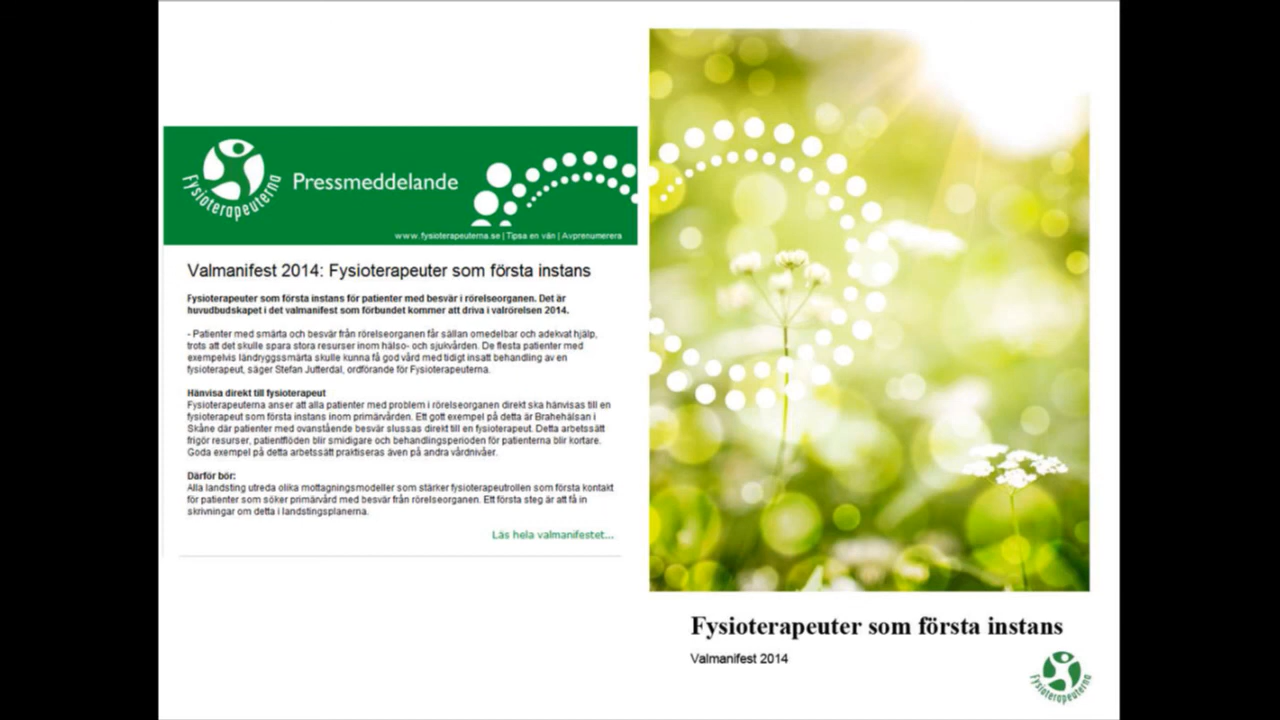 Fysioterapeuterna
Pressmeddelande
www.fysioterapeuterna.se | Tipsa en vän | Avprenumerera
Valmanifest 2014: Fysioterapeuter som första instans
Fysioterapeuter som första instans för patienter med besvär i rörelseorganen. Det är
huvudbudskapet i det valmanifest som förbundet kommer att driva i valrörelsen 2014.
- Patienter med smärta och besvär från rörelseorganen får sällan omedelbar och adekvat hjälp,
trots att det skulle spara stora resurser inom hälso- och sjukvården. De flesta patienter med
exempelvis ländryggssmärta skulle kunna få god vård med tidigt insatt behandling av en
fysioterapeut, säger Stefan Jutterdal, ordförande för Fysioterapeuterna.
Hänvisa direkt till fysioterapeut
Fysioterapeuterna anser att alla patienter med problem i rörelseorganen direkt ska hänvisas till en
fysioterapeut som första instans inom primärvården. Ett gott exempel på detta är Brahehälsan i
Skåne där patienter med ovanstående besvär slussas direkt till en fysioterapeut. Detta arbetssätt
frigör resurser, patientflöden blir smidigare och behandlingsperioden för patienterna blir kortare.
Goda exempel på detta arbetssätt praktiseras även på andra vårdnivåer.
Därför bör:
Alla landsting utreda olika mottagningsmodeller som stärker fysioterapeutrollen som första kontakt
för patienter som söker primärvård med besvär från rörelseorganen. Ett första steg är att få in
skrivningar om detta i landstingsplanerna.
Läs hela valmanifestet...
Fysioterapeuter som första instans
Valmanifest 2014
Fysioterapeuterna